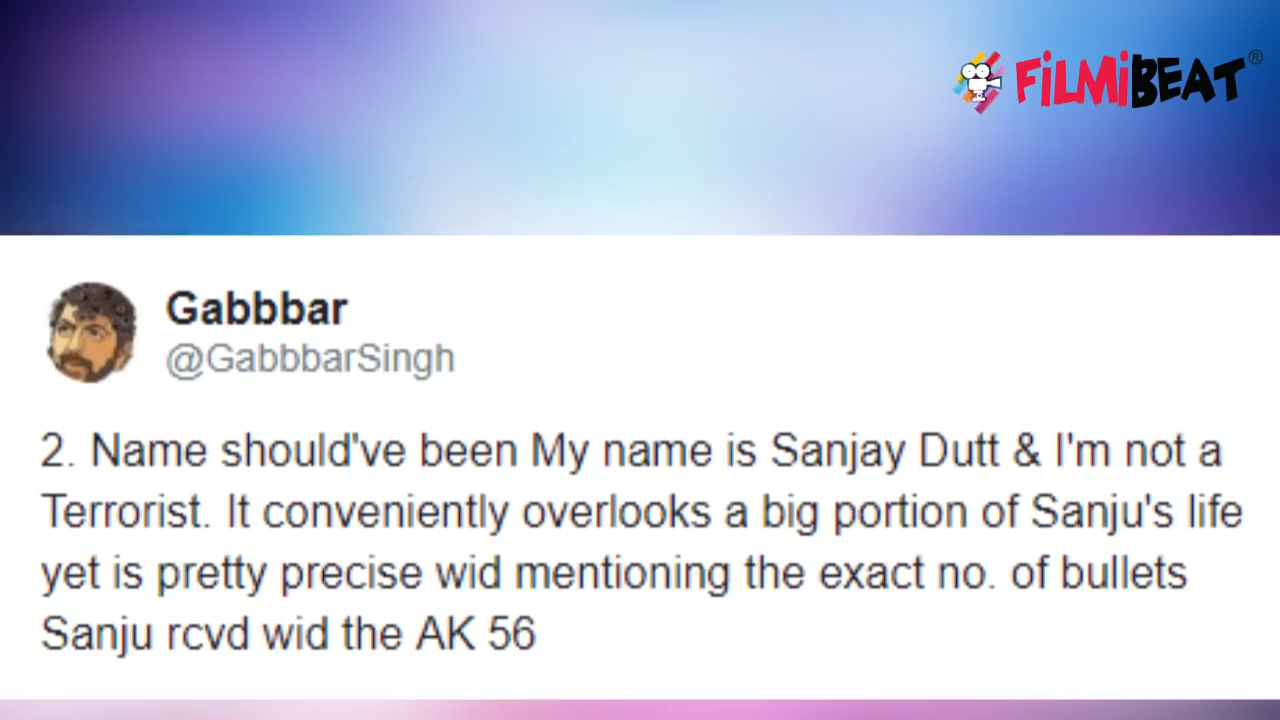 FiLMiBEAT®
Gabbbar
@GabbbarSingh
2. Name should've been My name is Sanjay Dutt & I'm not a
Terrorist. It conveniently overlooks a big portion of Sanju's life
yet is pretty precise wid mentioning the exact no. of bullets
Sanju rcvd wid the AK 56